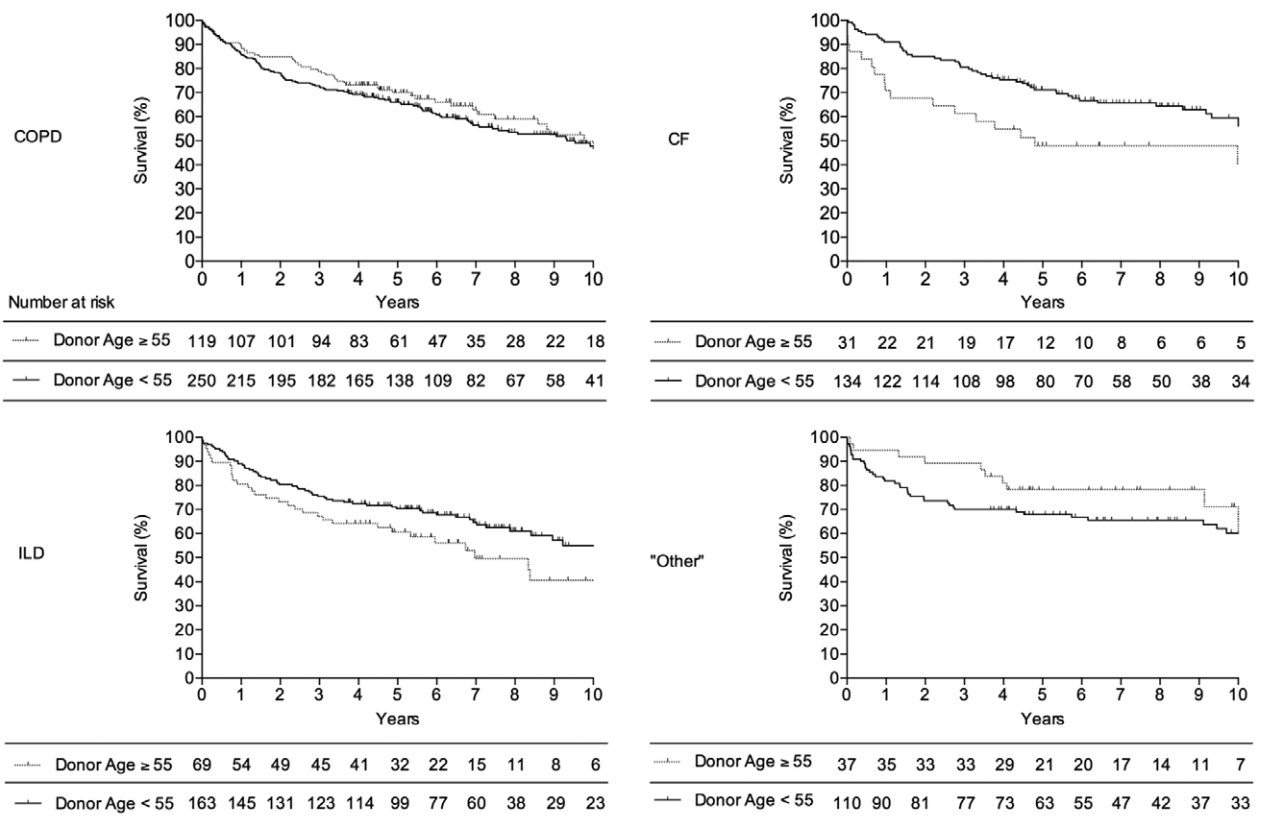 COPD
Survival (%)
100
90
80
70
60
50
40
30
20
10
0
0 1 2 3 4 5 6 7 8 9 10
Years
Number at risk
Donor Age ≥ 55 119 107 101 94 83 61 47 35 28 22 18
Donor Age < 55 250 215 195 182 165 138 109 82 67 58 41
CF
Survival (%)
100
90
80
70
60
50
40
30
20
10
0
0 1 2 3 4 5 6 7 8 9 10
Years
Donor Age ≥ 55 31 22 21 19 17 12 10 8 6 6 5
Donor Age < 55 134 122 114 108 98 80 70 58 50 38 34
ILD
Survival (%)
100
90
80
70
60
50
40
30
20
10
0
0 1 2 3 4 5 6 7 8 9 10
Years
Donor Age ≥ 55 69 54 49 45 41 32 22 15 11 8 6
Donor Age < 55 163 145 131 123 114 99 77 60 38 29 23
"Other"
Survival (%)
100
90
80
70
60
50
40
30
20
10
0
0 1 2 3 4 5 6 7 8 9 10
Years
Donor Age ≥ 55 37 35 33 33 29 21 20 17 14 11 7
Donor Age < 55 110 90 81 77 73 63 55 47 42 37 33